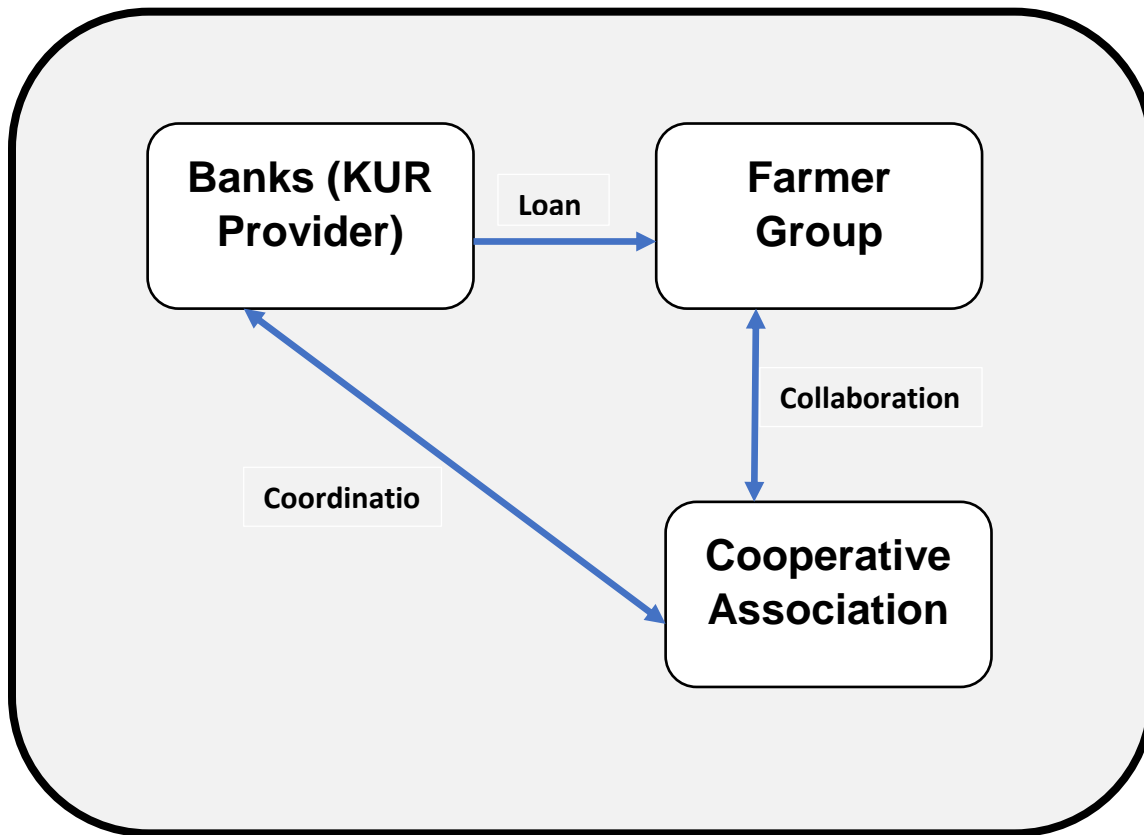 Banks (KUR
Provider)
Loan
Farmer
Group
Collaboration
Coordinatio
Cooperative
Association